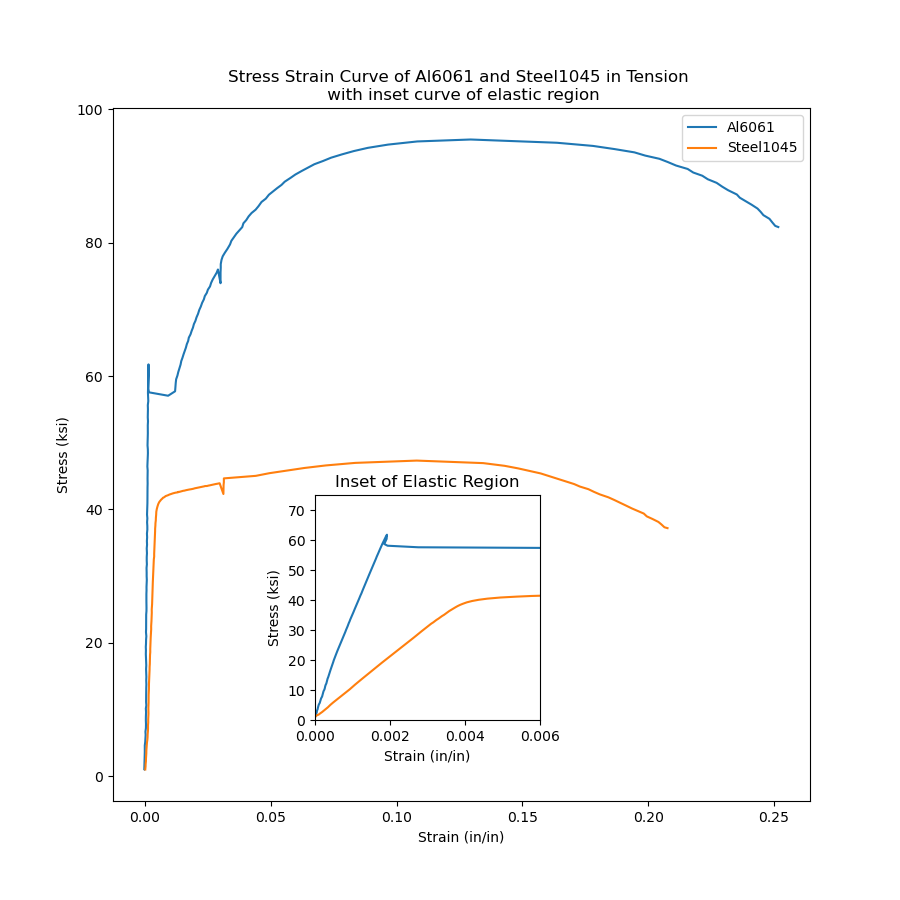 Stress Strain Curve of Al6061 and Steel1045 in Tension
with inset curve of elastic region
Al6061
Steel1045
100
80
60
40
20
0
Stress (ksi)
0.00 0.05 0.10 0.15 0.20 0.25
Strain (in/in)
Inset of Elastic Region
70
60
50
40
30
20
10
0
Stress (ksi)
0.000 0.002 0.004 0.006
Strain (in/in)